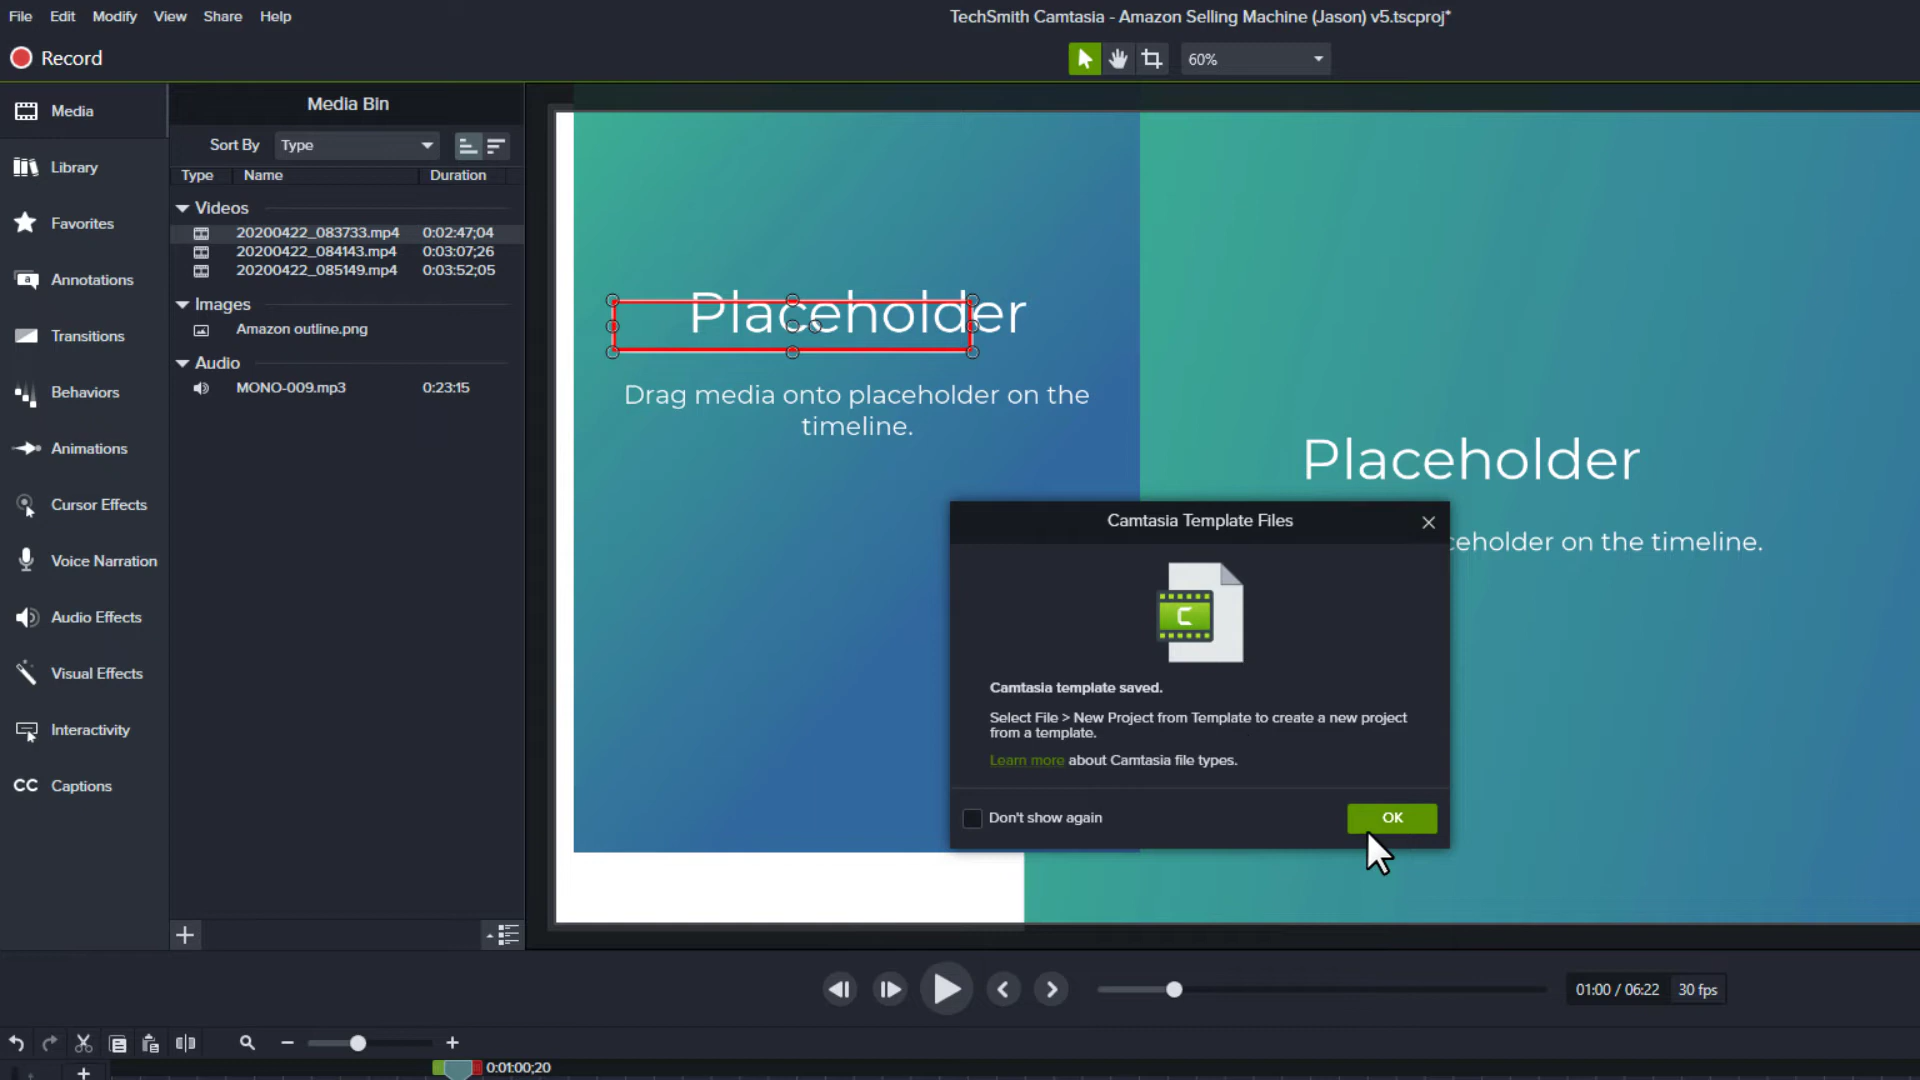 File Edit Modify View Share Help
TechSmith Camtasia - Amazon Selling Machine (Jason) v5.tscproj*
Record
60%
Media
Library
Favorites
Annotations
Transitions
Behaviors
Animations
Cursor Effects
Voice Narration
Audio Effects
Visual Effects
Interactivity
CC Captions
Media Bin
Sort By Type
Type Name Duration
Videos
20200422_083733.mp4 0:02:47;04
20200422_084143.mp4 0:03:07;26
20200422_085149.mp4 0:03:52;05
Images
Amazon outline.png
Audio
MONO-009.mp3 0:23:15
Placeholder
Drag media onto placeholder on the
timeline.
Placeholder
ceholder on the timeline.
Camtasia Template Files
C
Camtasia template saved.
Select File > New Project from Template to create a new project
from a template.
Learn more about Camtasia file types.
Don't show again
OK
01:00 / 06:22 30 fps
0:01:00;20